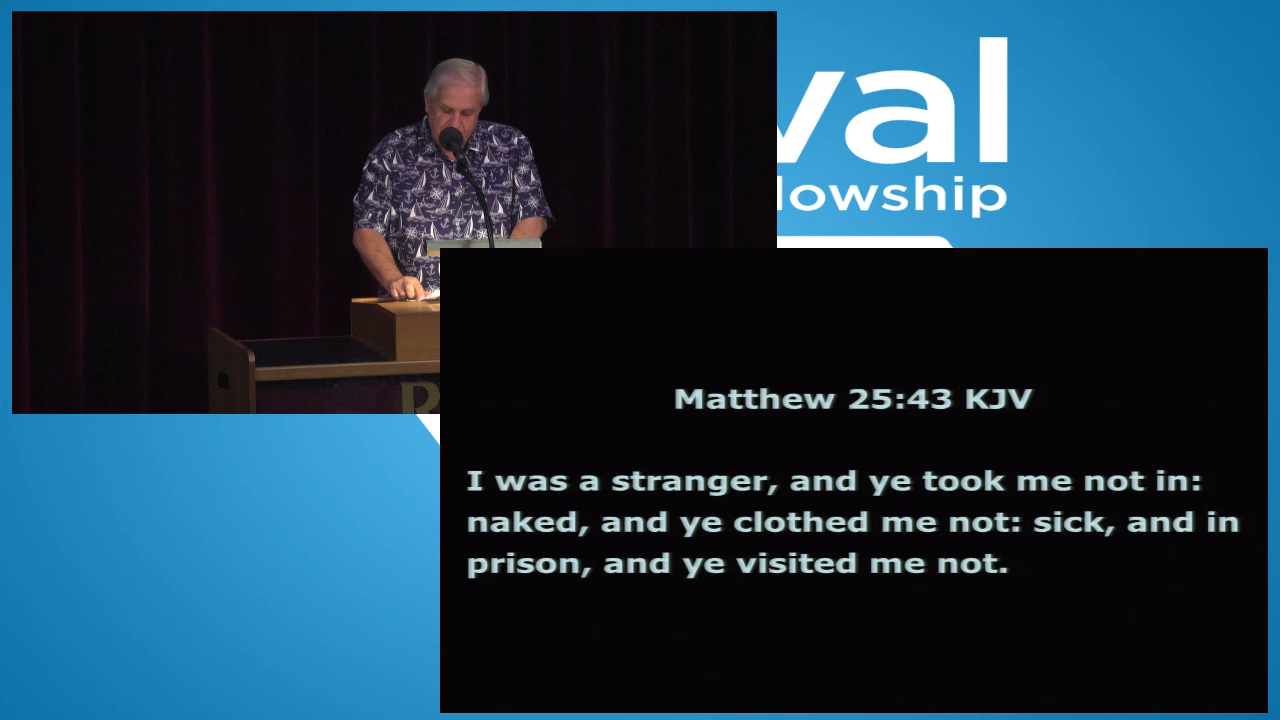 val
lowship
Matthew 25:43 KJV
I was a stranger, and ye took me not in:
naked, and ye clothed me not: sick, and in
prison, and ye visited me not.